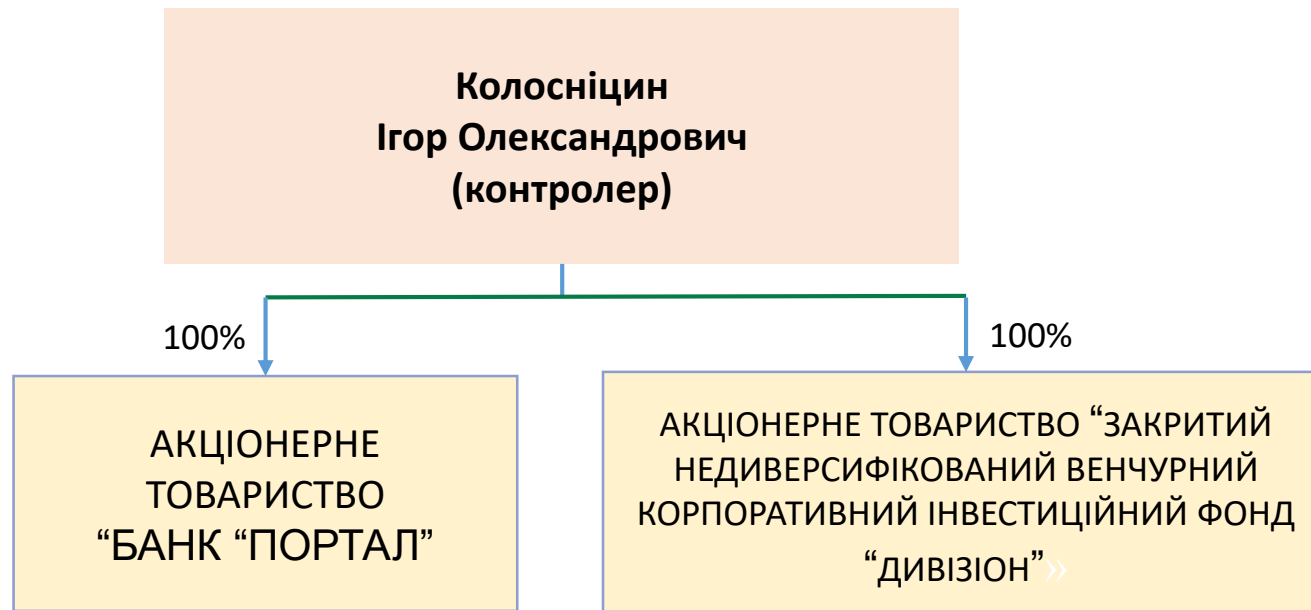 Колосніцин
Ігор Олександрович
(контролер)
100%
100%
АКЦІОНЕРНЕ
ТОВАРИСТВО
“БАНК “ПОРТАЛ”
АКЦІОНЕРНЕ ТОВАРИСТВО “ЗАКРИТИЙ
НЕДИВЕРСИФІКОВАНИЙ ВЕНЧУРНИЙ
КОРПОРАТИВНИЙ ІНВЕСТИЦІЙНИЙ ФОНД
“ДИВІЗІОН”»